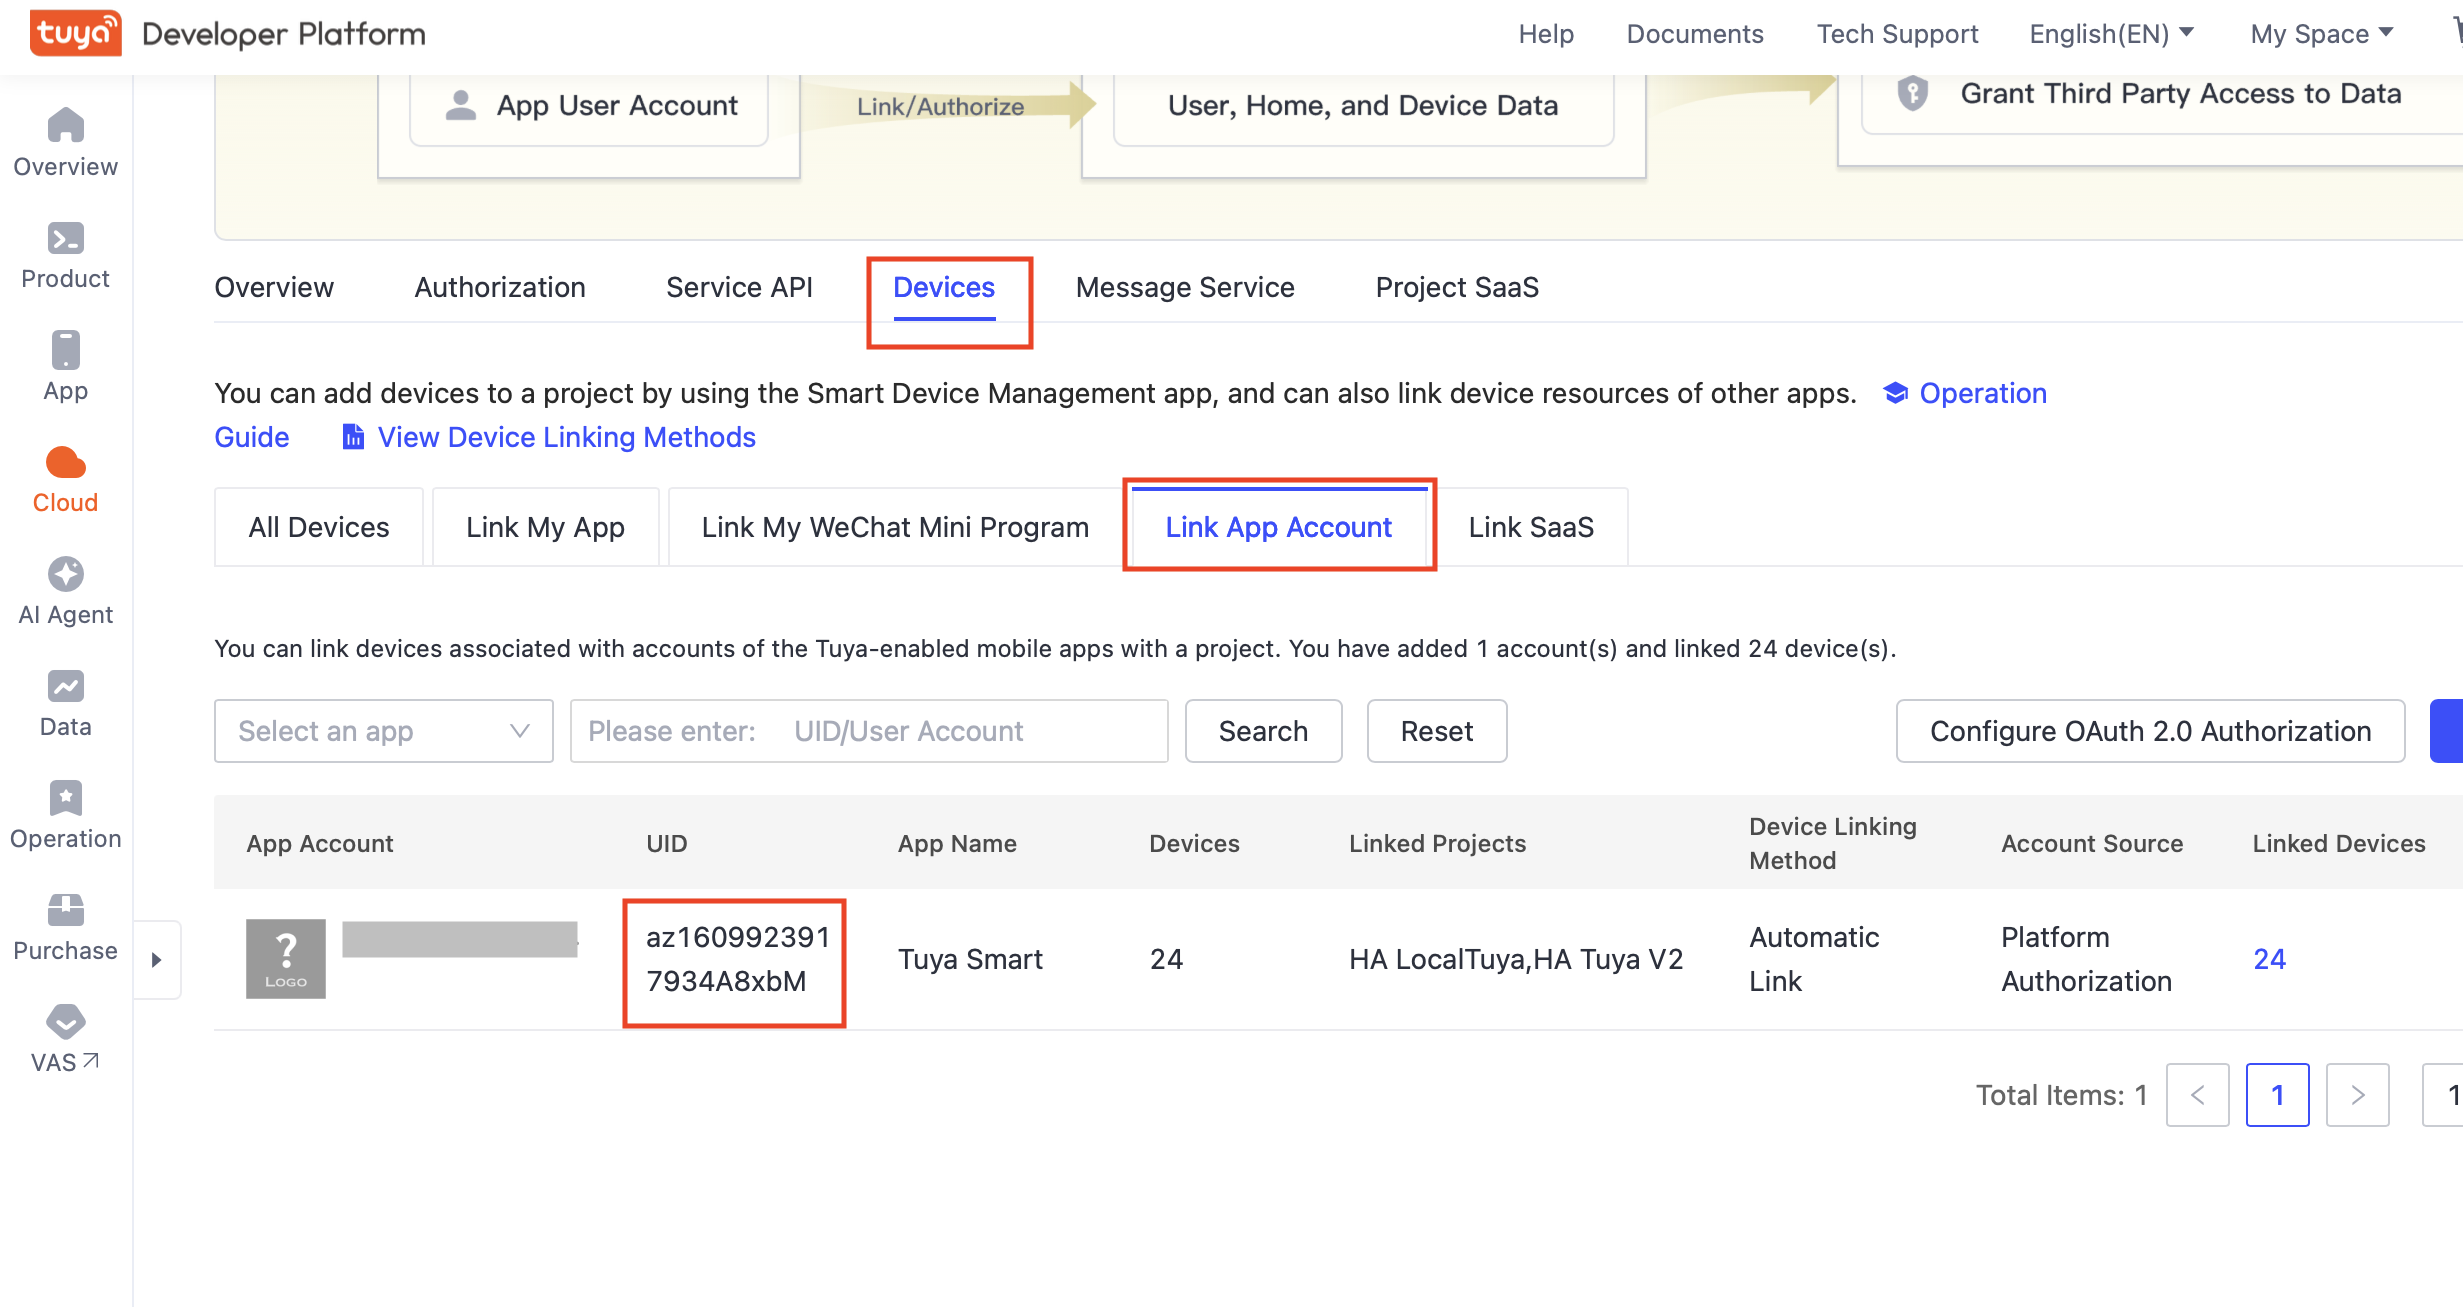 tuya Developer Platform
Help Documents Tech Support English(EN) My Space
App User Account Link/Authorize User, Home, and Device Data Grant Third Party Access to Data
Overview
Product
App
Cloud
AI Agent
Data
Operation
Purchase
VAS
Overview Authorization Service API Devices Message Service Project SaaS
You can add devices to a project by using the Smart Device Management app, and can also link device resources of other apps. Operation
Guide View Device Linking Methods
All Devices Link My App Link My WeChat Mini Program Link App Account Link SaaS
You can link devices associated with accounts of the Tuya-enabled mobile apps with a project. You have added 1 account(s) and linked 24 device(s).
Select an app Please enter: UID/User Account Search Reset Configure OAuth 2.0 Authorization
App Account UID App Name Devices Linked Projects Device Linking Method Account Source Linked Devices
? LOGO
az160992391
7934A8xbM
Tuya Smart 24 HA LocalTuya,HA Tuya V2
Automatic
Link
Platform
Authorization
24
Total Items: 1 < 1 > 1